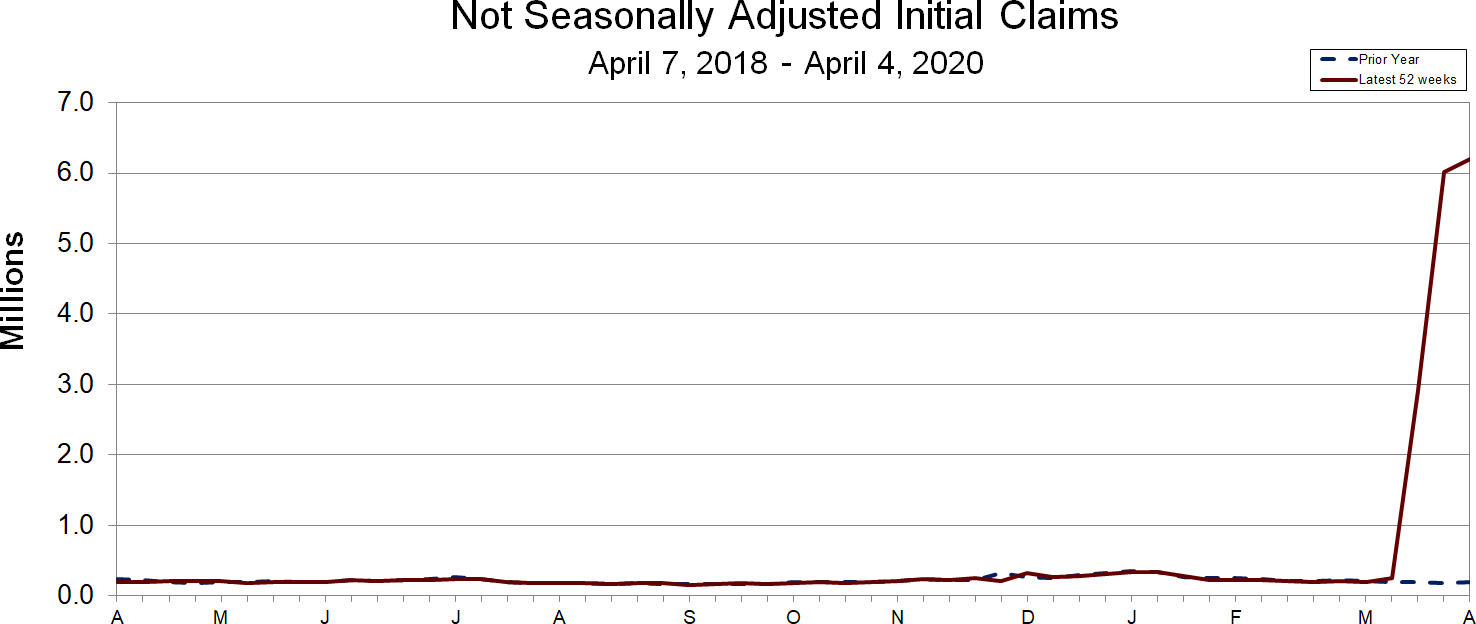 Not Seasonally Adjusted Initial Claims
April 7, 2018 - April 4, 2020
Prior Year
Latest 52 weeks
Millions
7.0
6.0
5.0
4.0
3.0
2.0
1.0
0.0
A M J J A S O N D J F M A